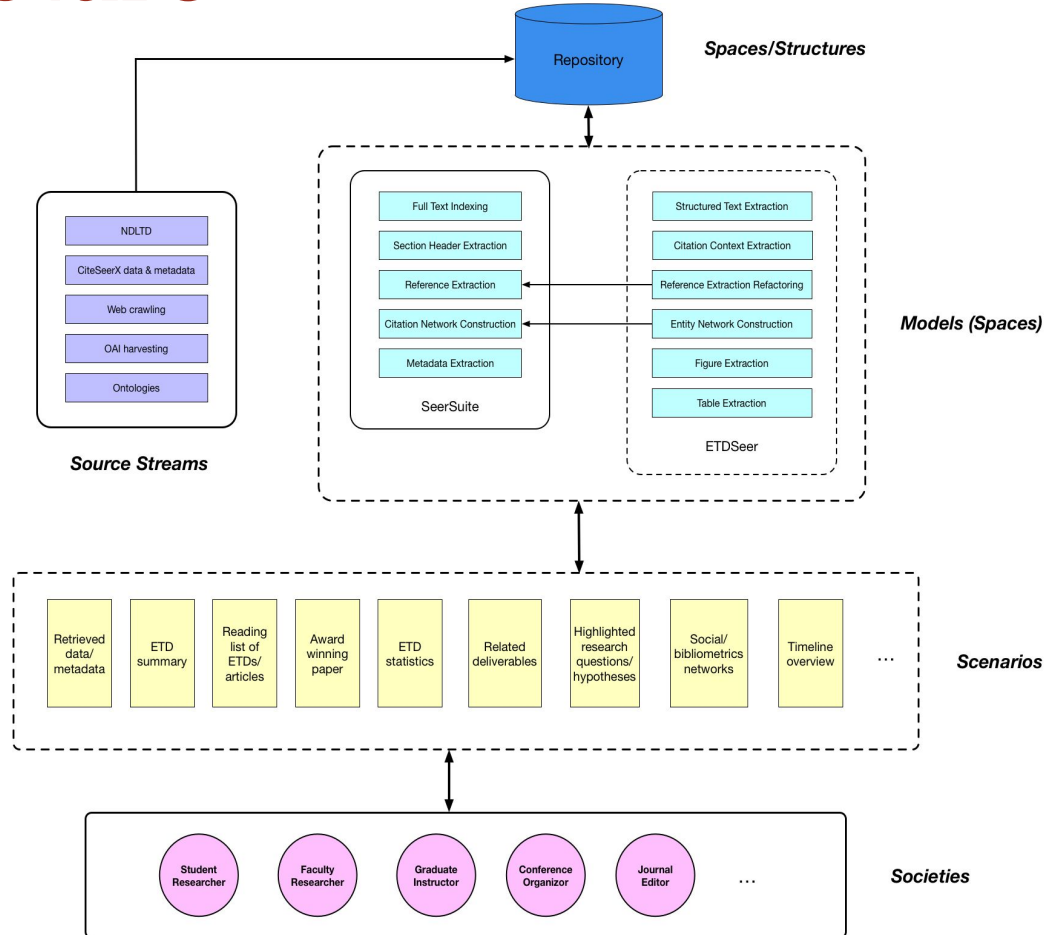 Repository
Spaces/Structures
NDLTD
CiteSeerX data & metadata
Web crawling
OAI harvesting
Ontologies
Source Streams
Full Text Indexing
Section Header Extraction
Reference Extraction
Citation Network Construction
Metadata Extraction
SeerSuite
Structured Text Extraction
Citation Context Extraction
Reference Extraction Refactoring
Entity Network Construction
Figure Extraction
Table Extraction
ETDSeer
Models (Spaces)
Retrieved
data/
metadata
ETD
summary
Reading
list of
ETDs/
articles
Award
winning
paper
ETD
statistics
Related
deliverables
Highlighted
research
questions/
hypotheses
Social/
bibliometrics
networks
Timeline
overview
...
Scenarios
Student
Researcher
Faculty
Researcher
Graduate
Instructor
Conference
Organizor
Journal
Editor
...
Societies